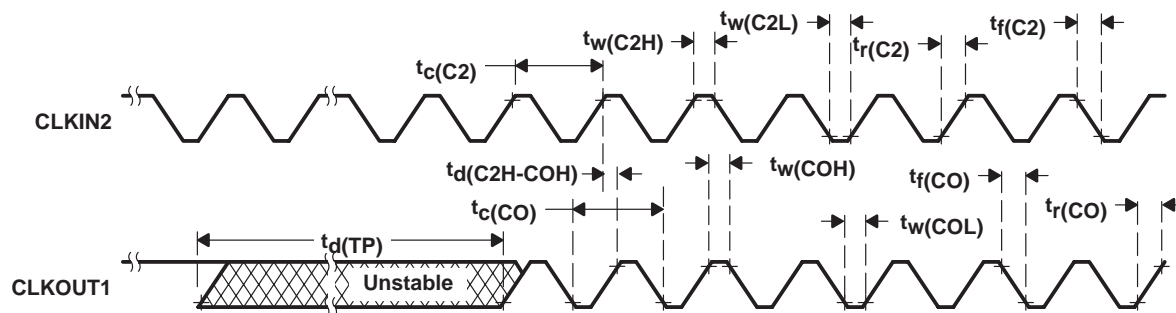 tw(C2L)
tf(C2)
tw(C2H)
tr(C2)
tc(C2)
CLKIN2
td(C2H-COH)
tw(COH)
tf(CO)
tc(CO)
tr(CO)
tw(COL)
td(TP)
CLKOUT1
Unstable